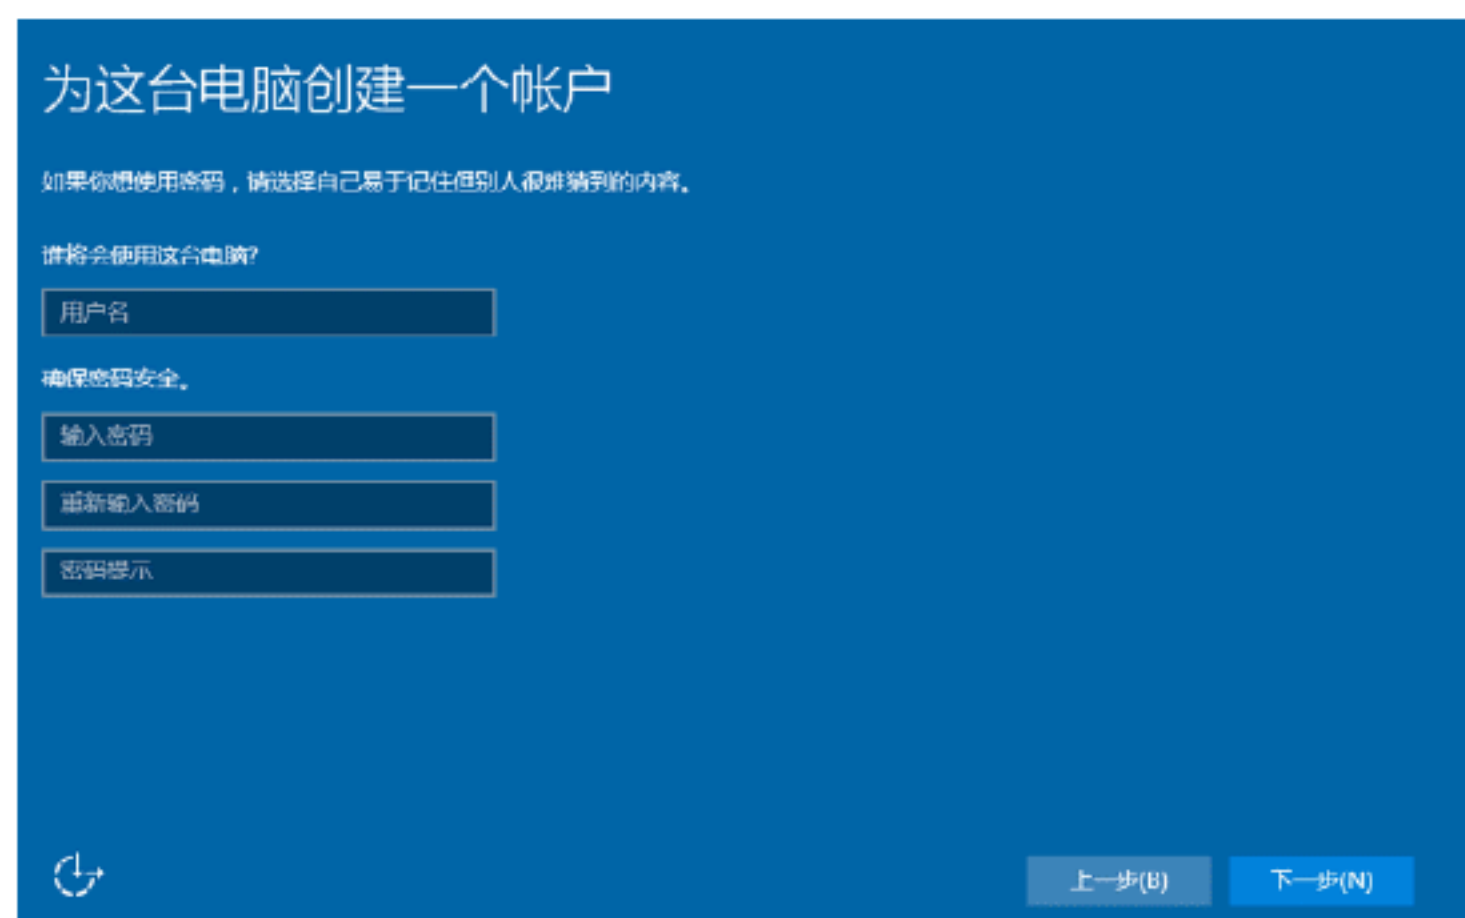 为这台电脑创建一个帐户
如果你想使用密码，请选择自己易于记住但别人很难猜到的内容。
谁将会使用这台电脑?
用户名
确保密码安全。
输入密码
重新输入密码
密码提示
上一步(B)
下一步(N)